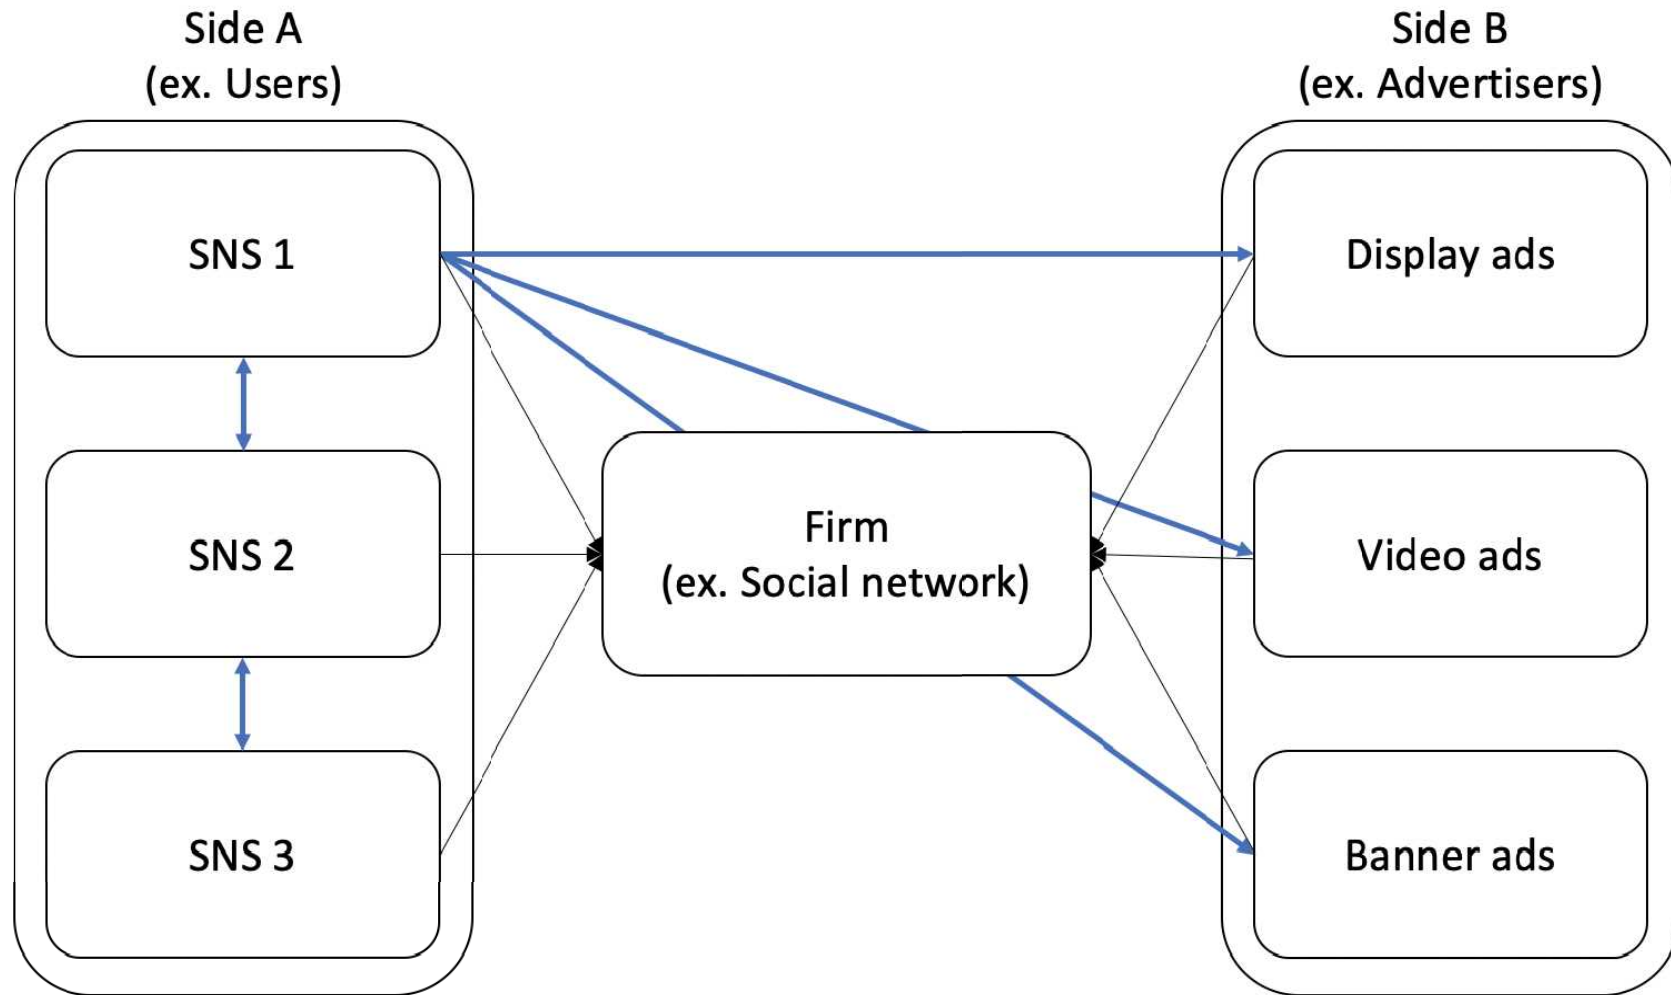 Side A
(ex. Users)
Side B
(ex. Advertisers)
SNS 1
Display ads
Firm
(ex. Social network)
SNS 2
Video ads
SNS 3
Banner ads